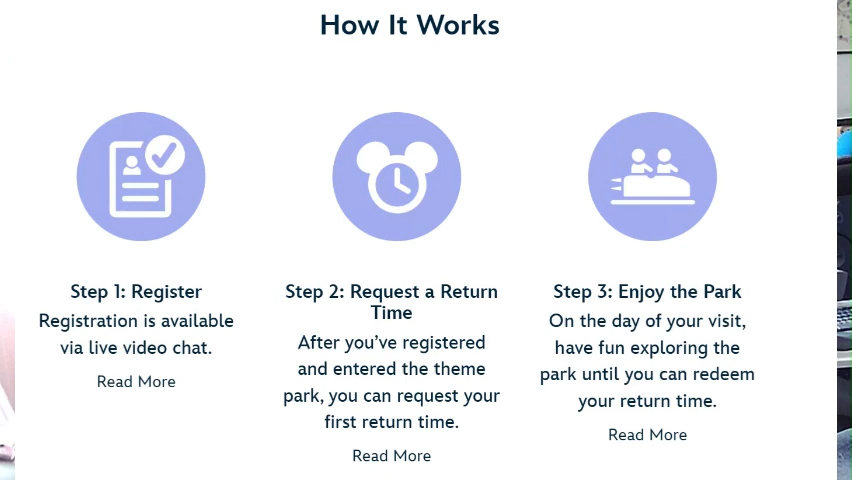 How It Works
Step 1: Register
Registration is available
via live video chat.
Read More
Step 2: Request a Return
Time
After you’ve registered
and entered the theme
park, you can request your
first return time.
Read More
Step 3: Enjoy the Park
On the day of your visit,
have fun exploring the
park until you can redeem
your return time.
Read More